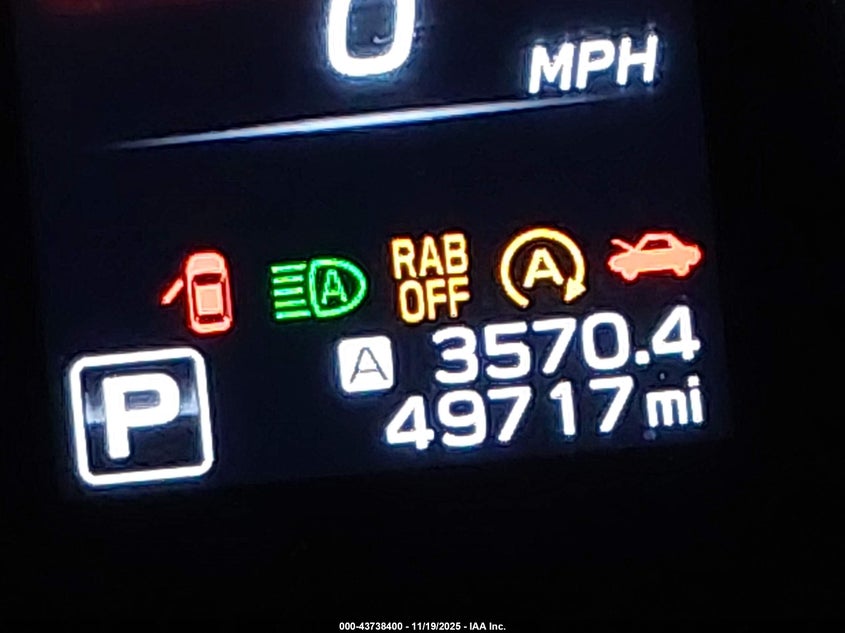 0
MPH
A
RAB
OFF
A
A 3570.4
P
49717 mi
000-43738400 - 11/19/2025 - IAA Inc.